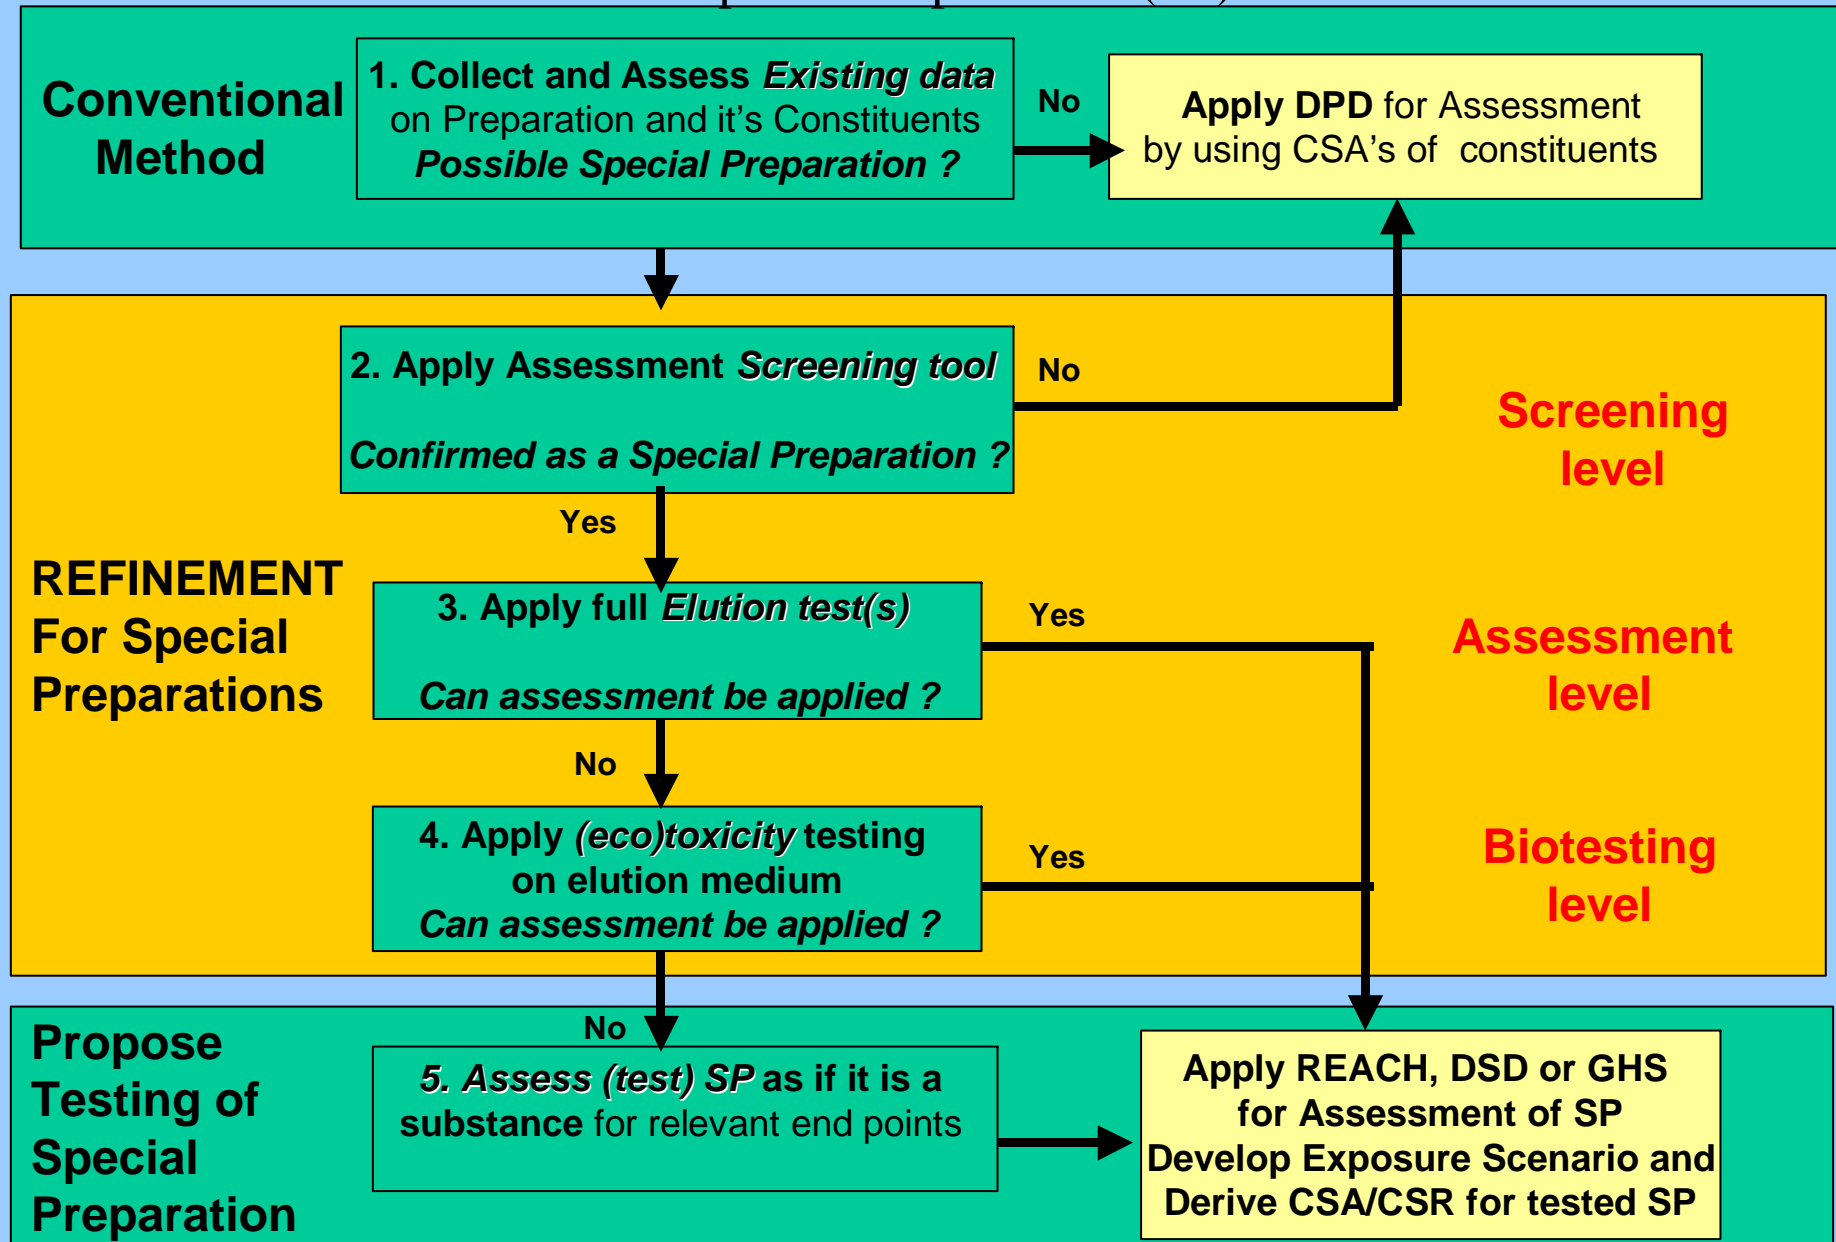 Conventional
Method
1. Collect and Assess Existing data
on Preparation and it's Constituents
Possible Special Preparation ?
No
Apply DPD for Assessment
by using CSA's of constituents
2. Apply Assessment Screening tool
Confirmed as a Special Preparation ?
No
Screening
level
Yes
REFINEMENT
For Special
Preparations
3. Apply full Elution test(s)
Can assessment be applied ?
Yes
Assessment
level
No
4. Apply (eco)toxicity testing
on elution medium
Can assessment be applied ?
Yes
Biotesting
level
No
Propose
Testing of
Special
Preparation
5. Assess (test) SP as if it is a
substance for relevant end points
Apply REACH, DSD or GHS
for Assessment of SP
Develop Exposure Scenario and
Derive CSA/CSR for tested SP